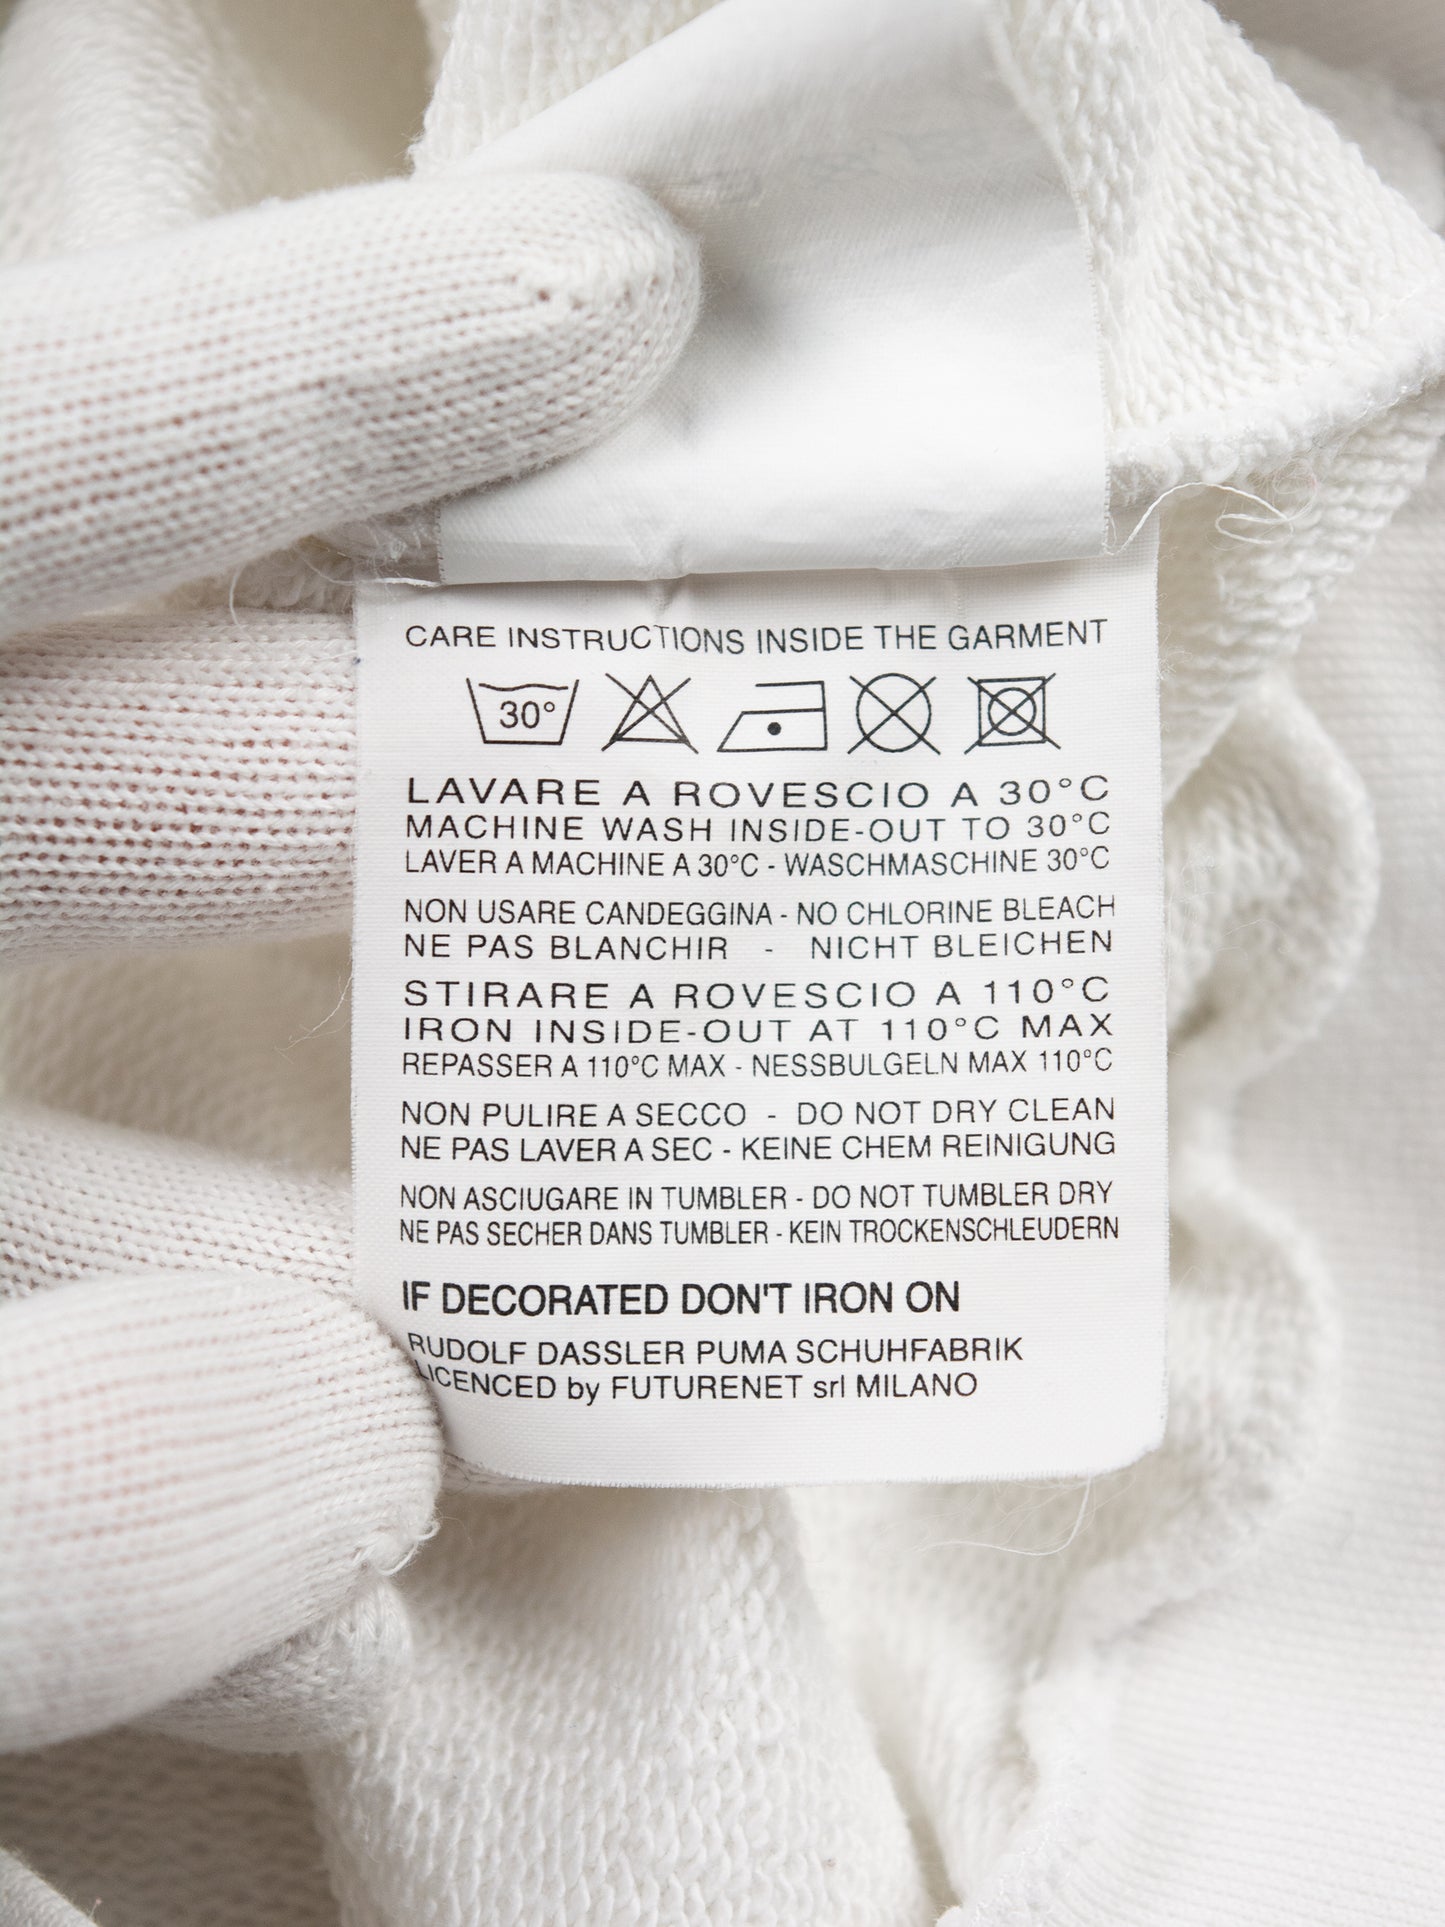 CARE INSTRUCTIONS INSIDE THE GARMENT
30°
LAVARE A ROVESCIO A 30°C
MACHINE WASH INSIDE-OUT TO 30°C
LAVER A MACHINE A 30°C - WASCHMASCHINE 30°C
NON USARE CANDEGGINA - NO CHLORINE BLEACH
NE PAS BLANCHIR - NICHT BLEICHEN
STIRARE A ROVESCIO A 110°C
IRON INSIDE-OUT AT 110°C MAX
REPASSER A 110°C MAX - NESSBULGELN MAX 110°C
NON PULIRE A SECCO - DO NOT DRY CLEAN
NE PAS LAVER A SEC - KEINE CHEM REINIGUNG
NON ASCIUGARE IN TUMBLER - DO NOT TUMBLER DRY
NE PAS SECHER DANS TUMBLER - KEIN TROCKENSCHLEUDERN
IF DECORATED DON'T IRON ON
RUDOLF DASSLER PUMA SCHUHFABRIK
LICENCED by FUTURENET srl MILANO